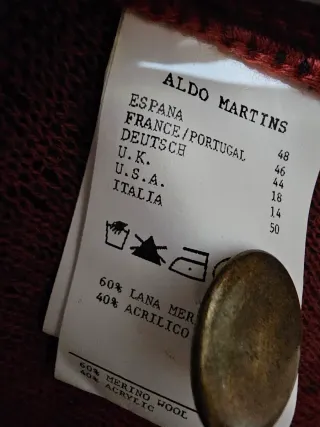 ALDO MARTINS
ESPANA 48
FRANCE/PORTUGAL 46
DEUTSCH 44
U.K. 18
U.S.A. 14
ITALIA 50
60% LANA MER
40% ACRILICO
60% MERINO WOOL
40% ACRYLIC